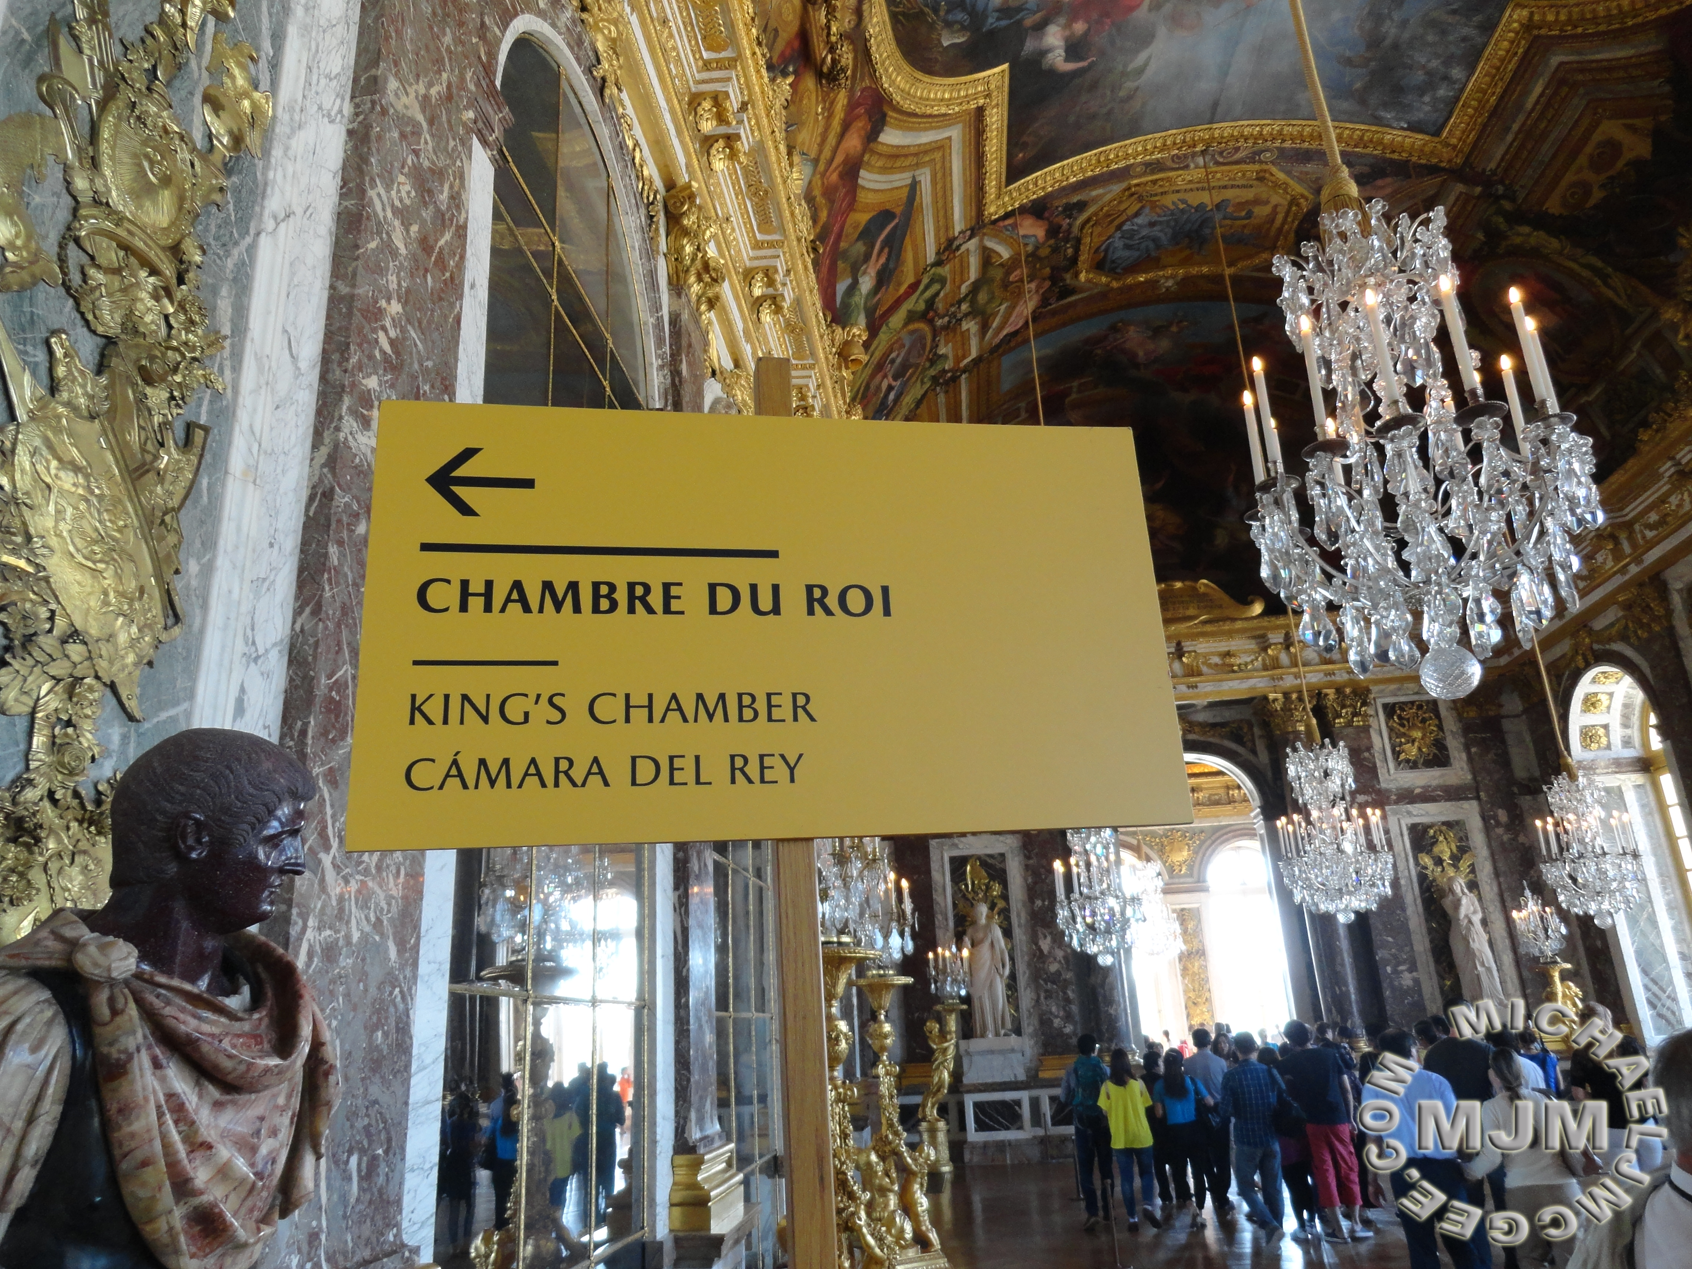 ←
CHAMBRE DU ROI
KING'S CHAMBER
CÁMARA DEL REY
MJM
MICHAELJMCGEE.COM